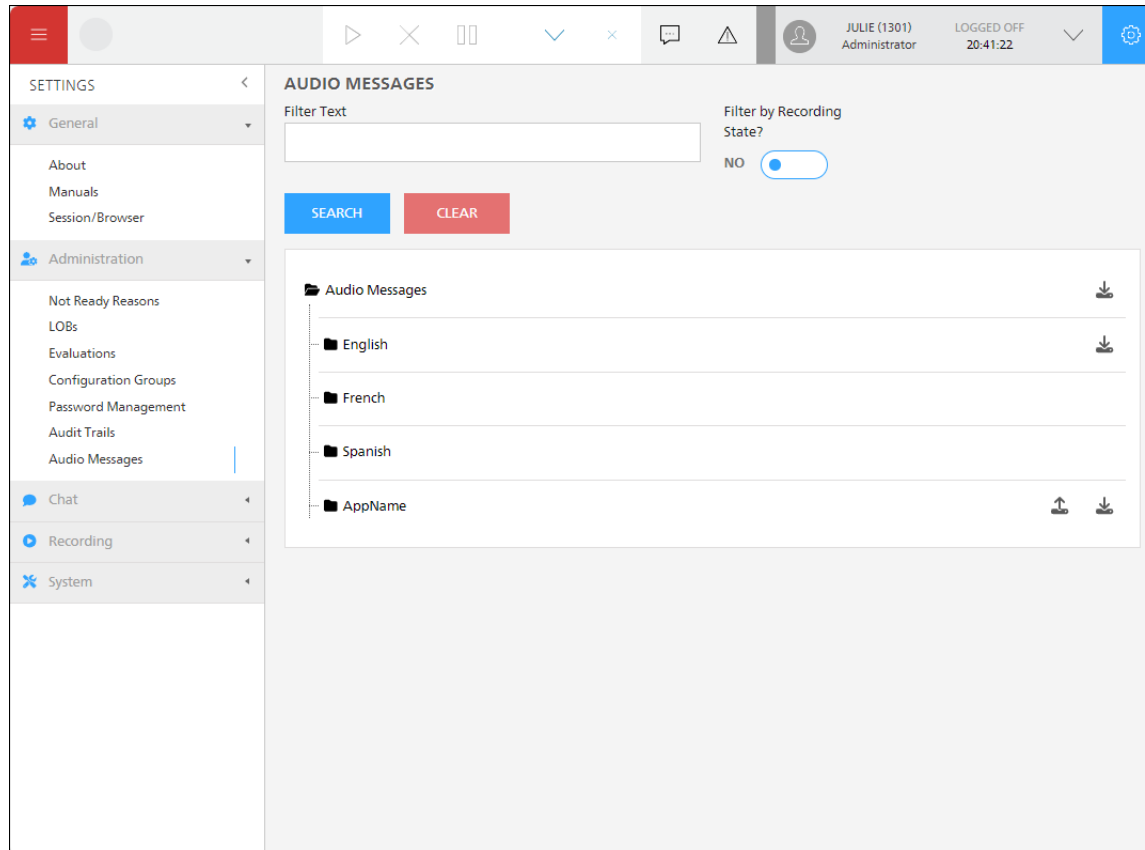 JULIE (1301)
Administrator
LOGGED OFF
20:41:22
SETTINGS
General
About
Manuals
Session/Browser
Administration
Not Ready Reasons
LOBs
Evaluations
Configuration Groups
Password Management
Audit Trails
Audio Messages
Chat
Recording
System
AUDIO MESSAGES
Filter Text
Filter by Recording
State?
NO
SEARCH
CLEAR
Audio Messages
English
French
Spanish
AppName